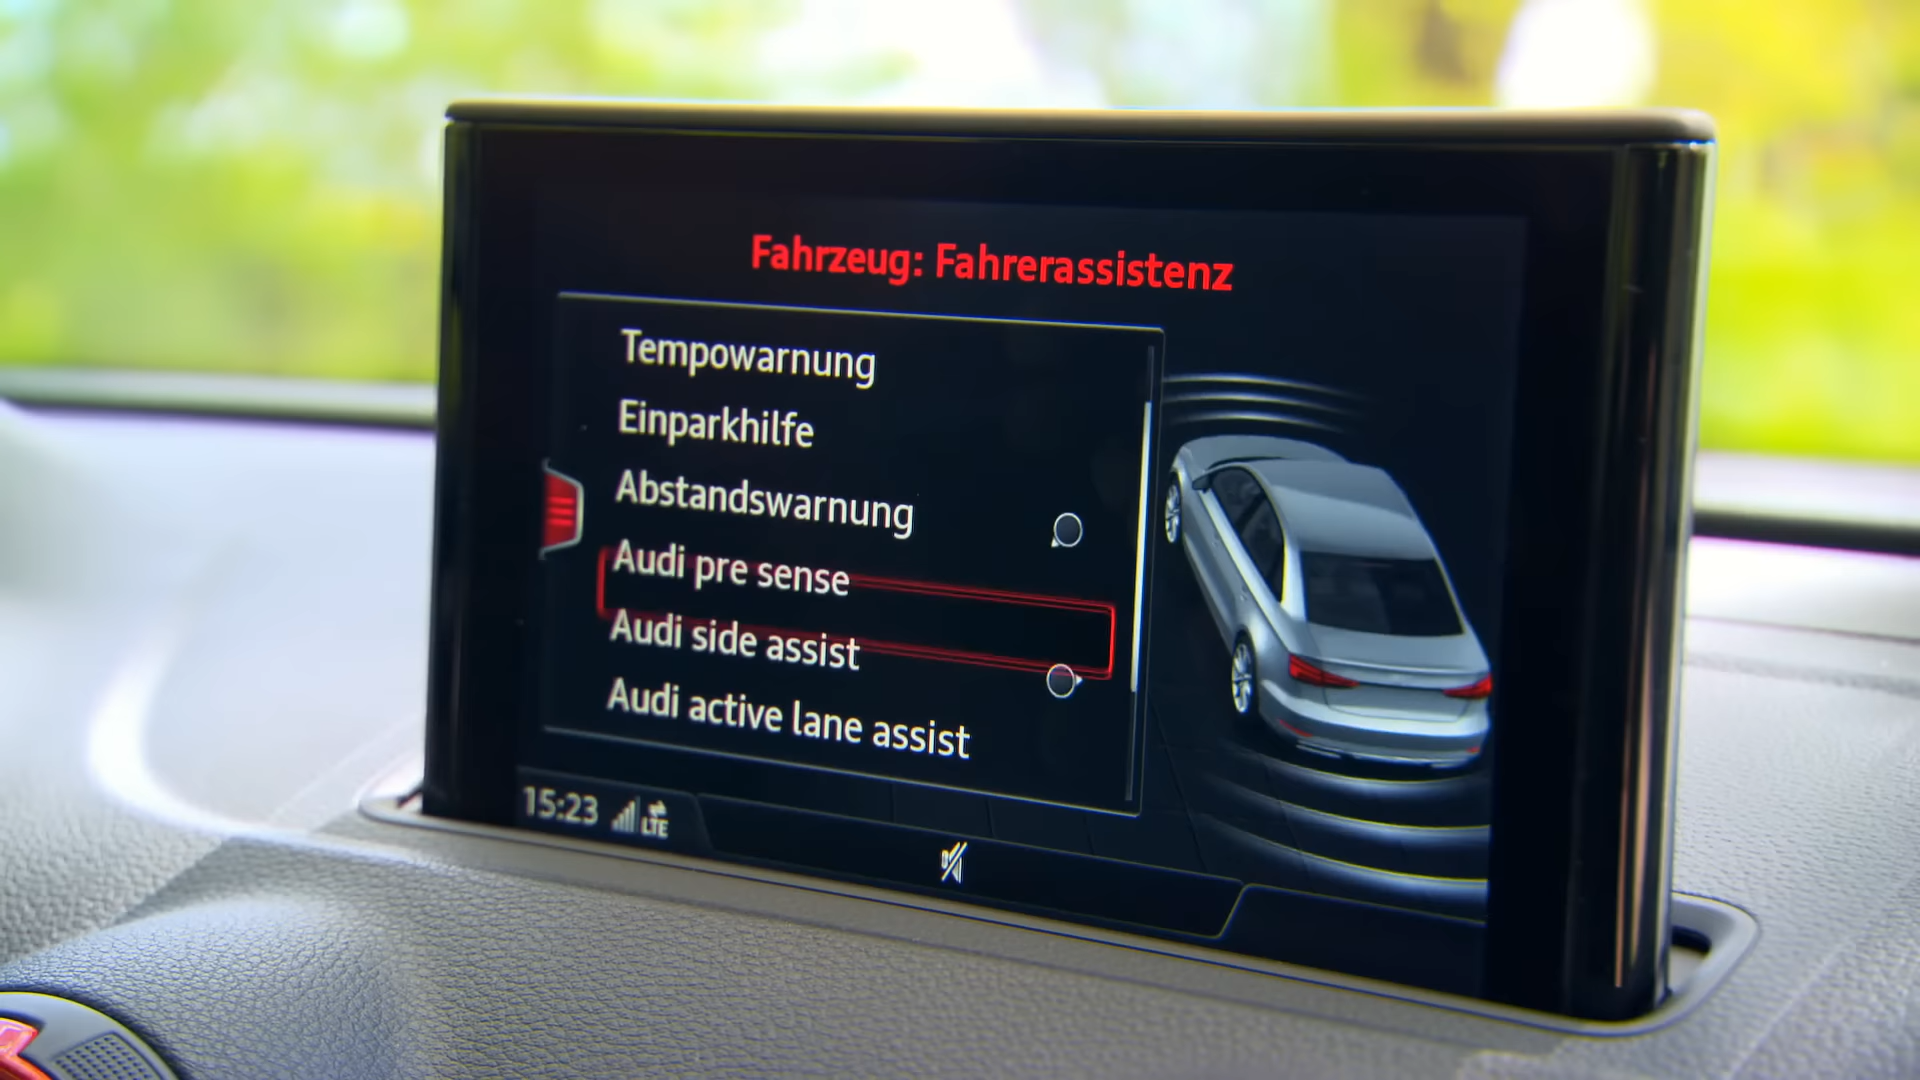 Fahrzeug: Fahrerassistenz
Tempowarnung
Einparkhilfe
Abstandswarnung
Audi pre sense
Audi side assist
Audi active lane assist
15:23 LTE